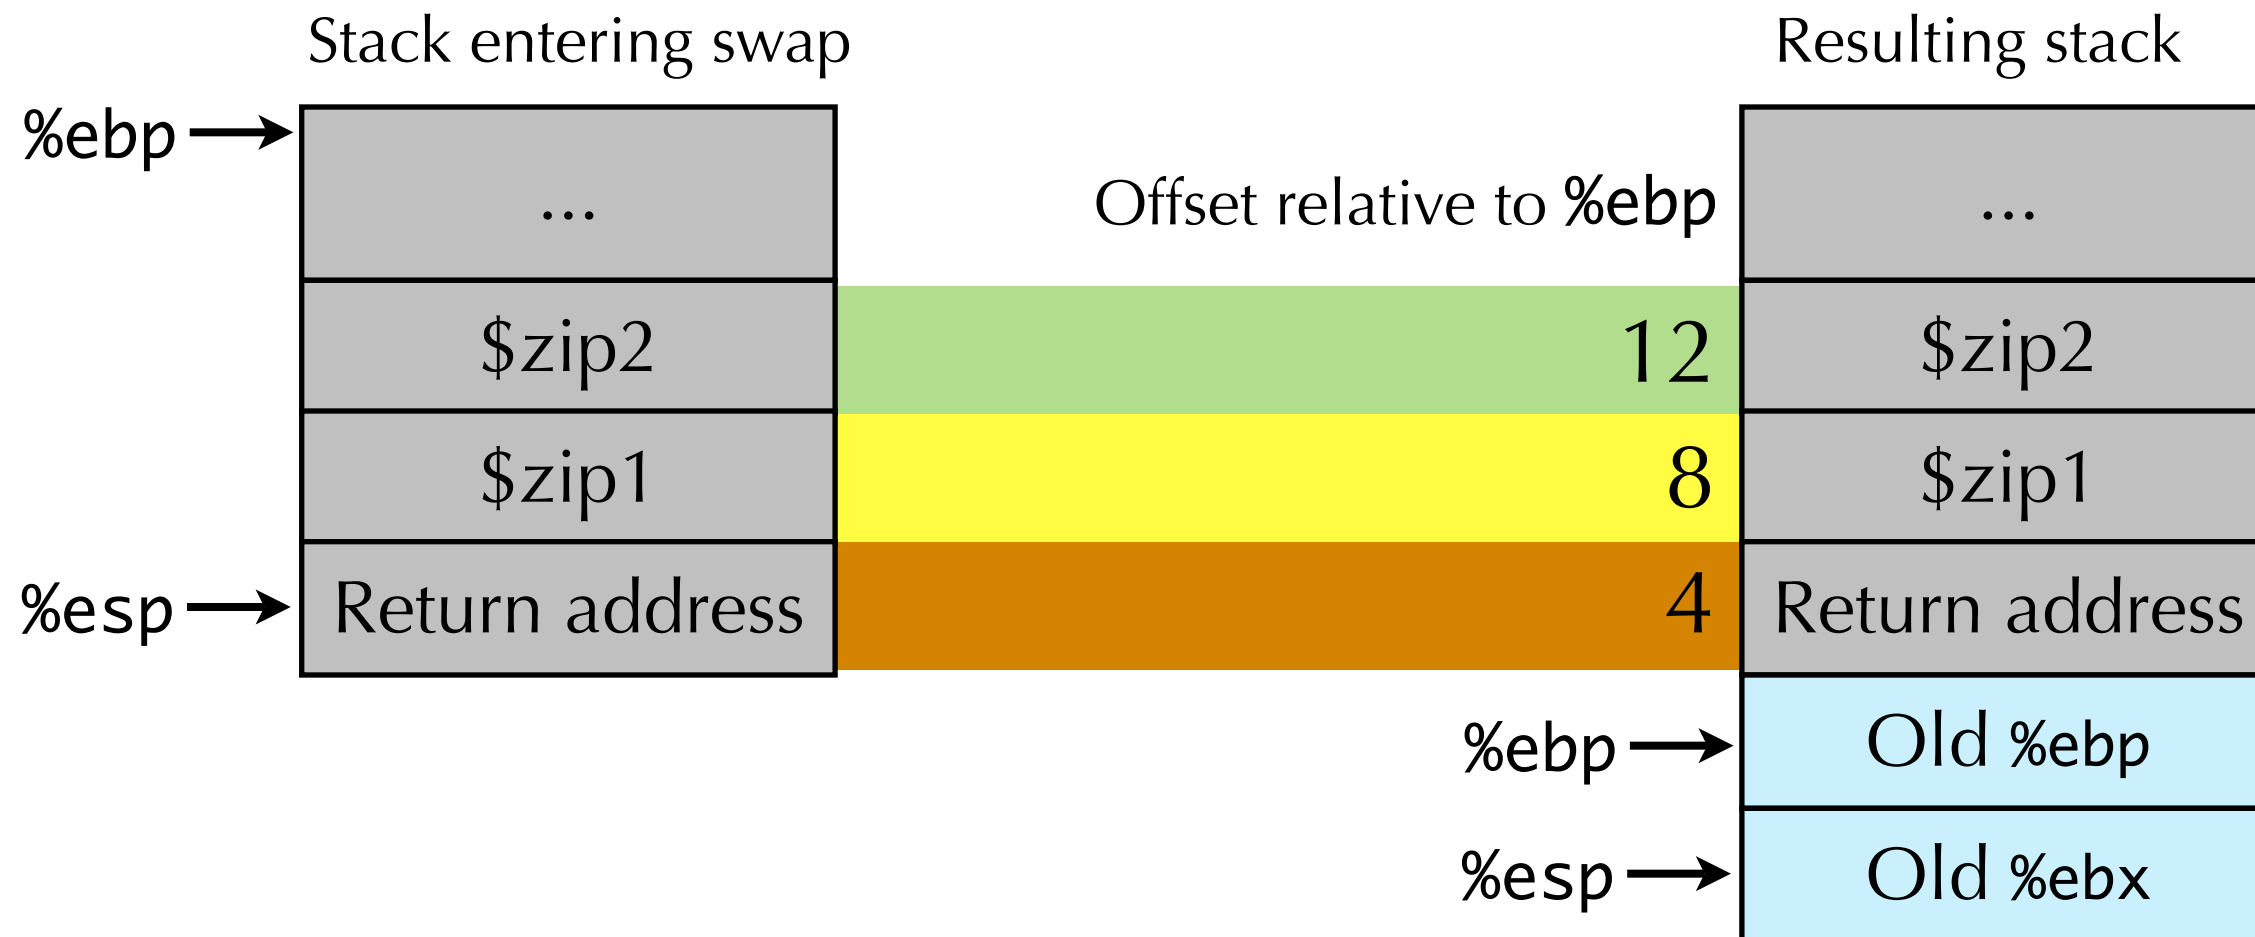 Stack entering swap
Resulting stack
%ebp
...
Offset relative to %ebp
...
$zip2
12
$zip2
$zip1
8
$zip1
%esp
Return address
4
Return address
%ebp
Old %ebp
%esp
Old %ebx